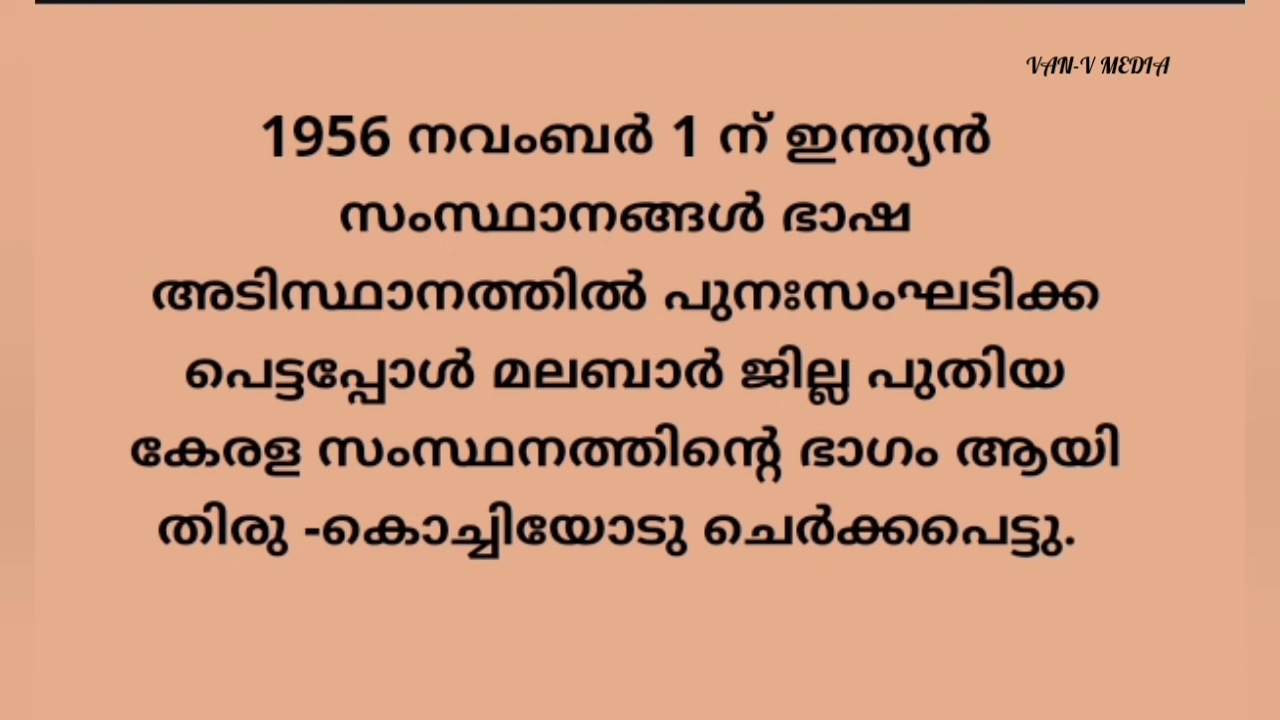 VAN-V MEDIA
1956 നവംബർ 1 ന് ഇന്ത്യൻ
സംസ്ഥാനങ്ങൾ ഭാഷ
അടിസ്ഥാനത്തിൽ പുനഃസംഘടിക്ക
പെട്ടപ്പോൾ മലബാർ ജില്ല പുതിയ
കേരള സംസ്ഥനത്തിന്റെ ഭാഗം ആയി
തിരു -കൊച്ചിയോടു ചെർക്കപെട്ടു.